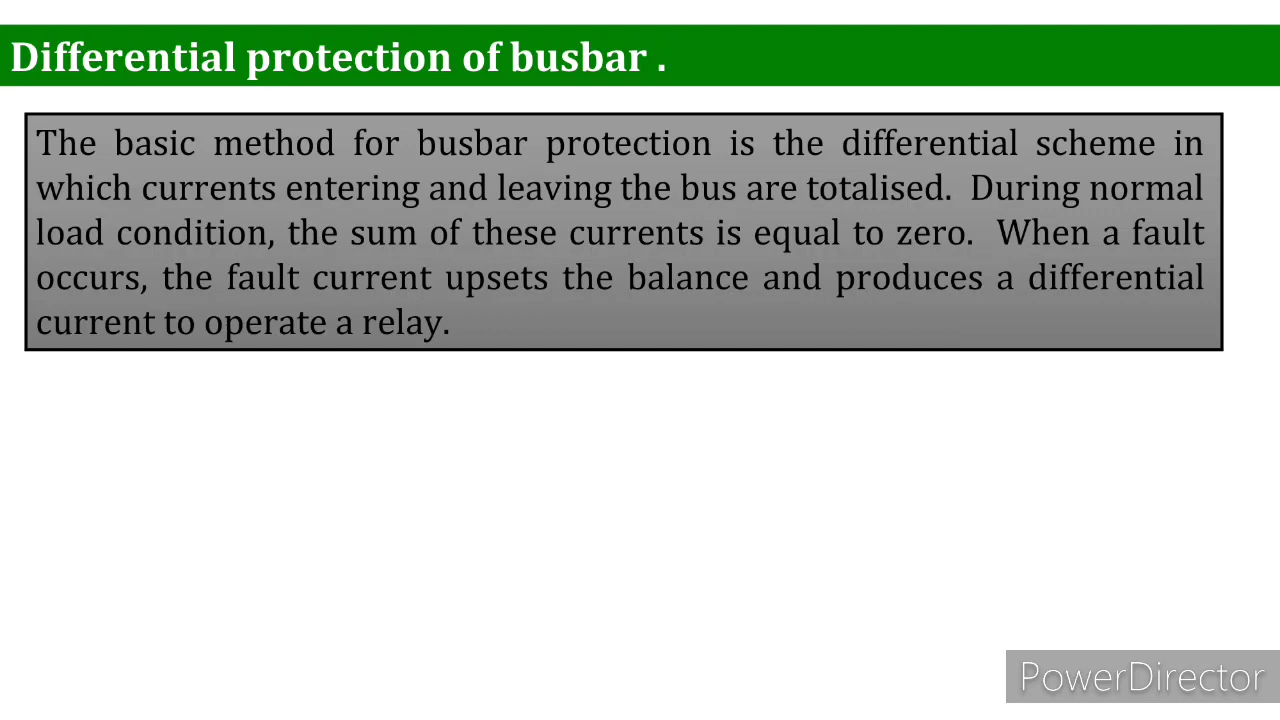 Differential protection of busbar .
The basic method for busbar protection is the differential scheme in
which currents entering and leaving the bus are totalised. During normal
load condition, the sum of these currents is equal to zero. When a fault
occurs, the fault current upsets the balance and produces a differential
current to operate a relay.
PowerDirector